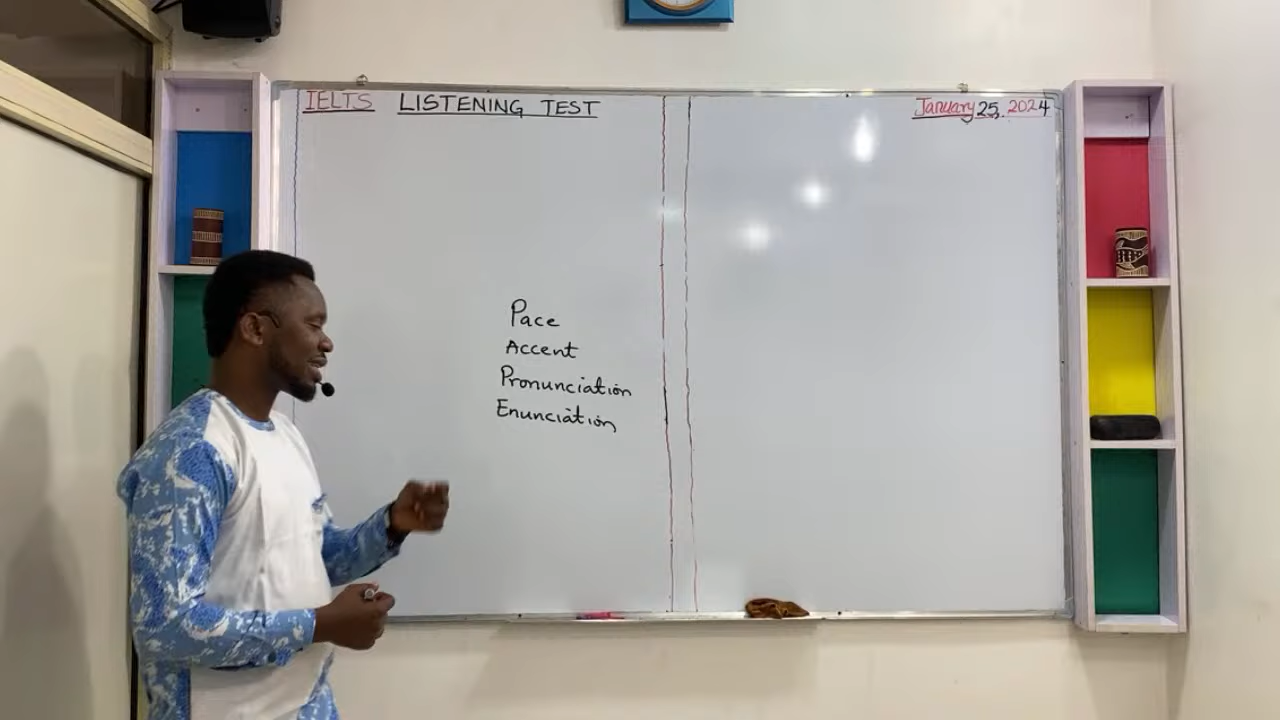 IELTS LISTENING TEST
January 25, 2024
Pace
Accent
Pronunciation
Enunciation